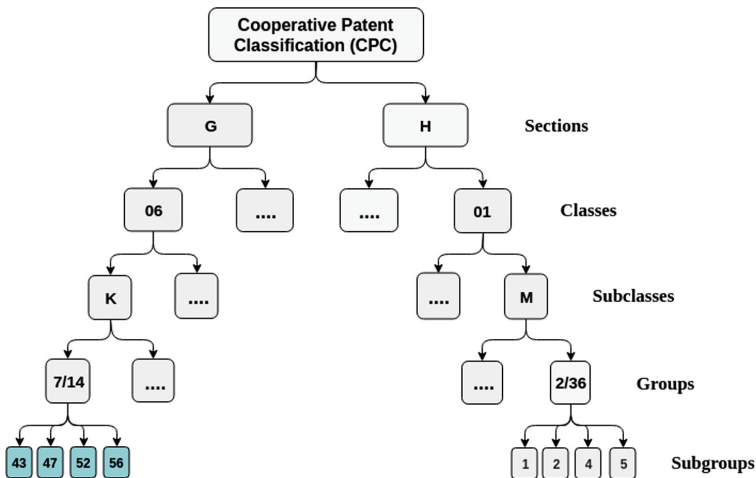 Cooperative Patent
Classification (CPC)
G
H
Sections
06
....
....
01
Classes
K
....
....
M
Subclasses
7/14
....
....
2/36
Groups
43
47
52
56
1
2
4
5
Subgroups